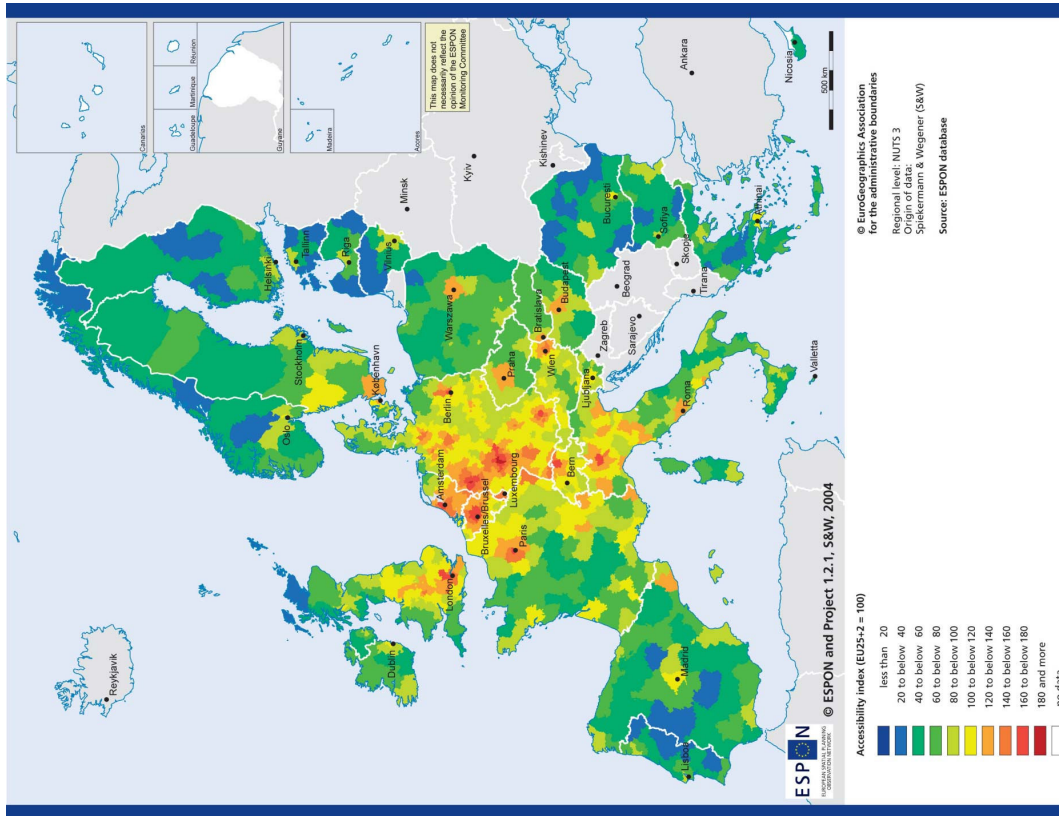 Canarias
Guadeloupe
Martinique
Réunion
Guyane
Madeira
Acores
This map does not
necessarily reflect the
opinion of the ESPON
Monitoring Committee
Reykjavik
Oslo
Stockholm
Helsinki
Tallinn
Riga
Vilnius
Minsk
København
Dublin
London
Amsterdam
Berlin
Warszawa
Kyiv
Bruxelles/Brussel
Luxembourg
Praha
Paris
Wien
Bratislava
Budapest
Kishinev
Bern
Ljubljana
Zagreb
Beograd
Bucuresti
Sarajevo
Sofiya
Skopje
Tirana
Roma
Madrid
Lisboa
Athinai
Ankara
Valletta
Nicosia
500 km
ESPON
EUROPEAN SPATIAL PLANNING
OBSERVATION NETWORK
© ESPON and Project 1.2.1, S&W, 2004
Accessibility index (EU25+2 = 100)
less than 20
20 to below 40
40 to below 60
60 to below 80
80 to below 100
100 to below 120
120 to below 140
140 to below 160
160 to below 180
180 and more
no data
© EuroGeographics Association
for the administrative boundaries
Regional level: NUTS 3
Origin of data:
Spiekermann & Wegener (S&W)
Source: ESPON database